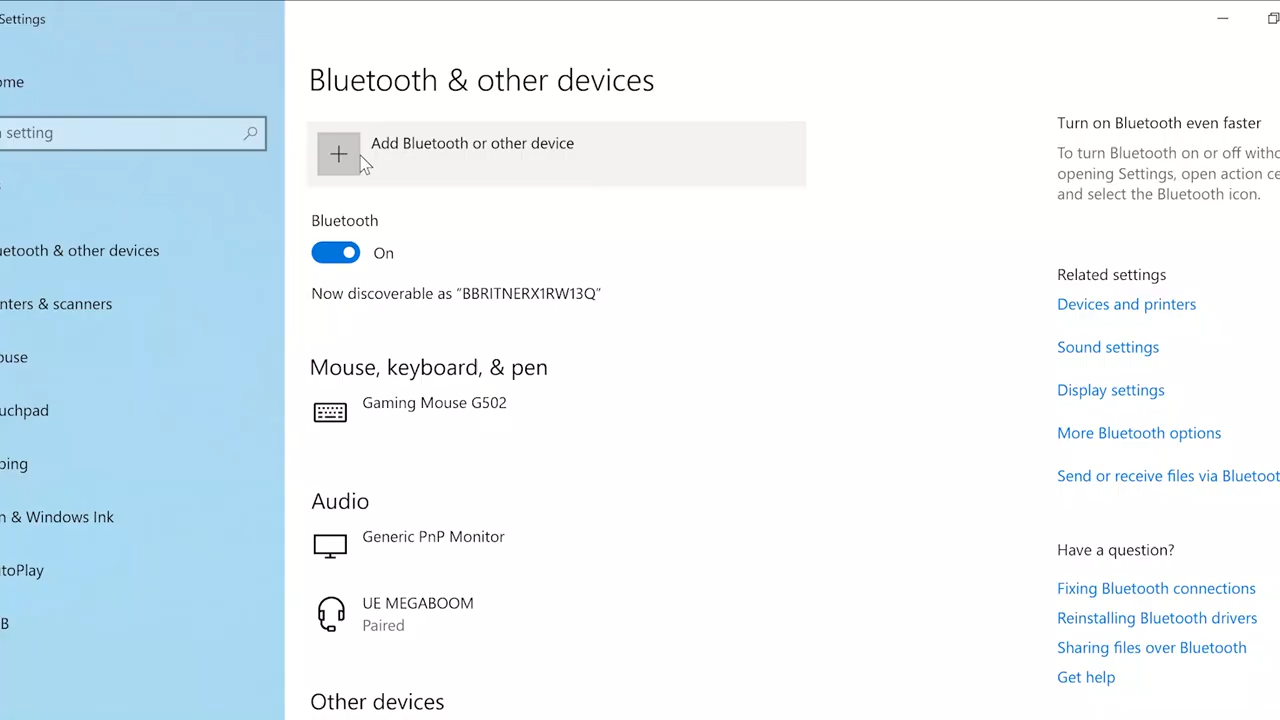 Settings
ome
setting
uetooth & other devices
nters & scanners
ouse
uchpad
ping
n & Windows Ink
toPlay
B
Bluetooth & other devices
Add Bluetooth or other device
Bluetooth
On
Now discoverable as “BBRITNERX1RW13Q”
Mouse, keyboard, & pen
Gaming Mouse G502
Audio
Generic PnP Monitor
UE MEGABOOM
Paired
Other devices
Turn on Bluetooth even faster
To turn Bluetooth on or off witho
opening Settings, open action ce
and select the Bluetooth icon.
Related settings
Devices and printers
Sound settings
Display settings
More Bluetooth options
Send or receive files via Bluetoot
Have a question?
Fixing Bluetooth connections
Reinstalling Bluetooth drivers
Sharing files over Bluetooth
Get help